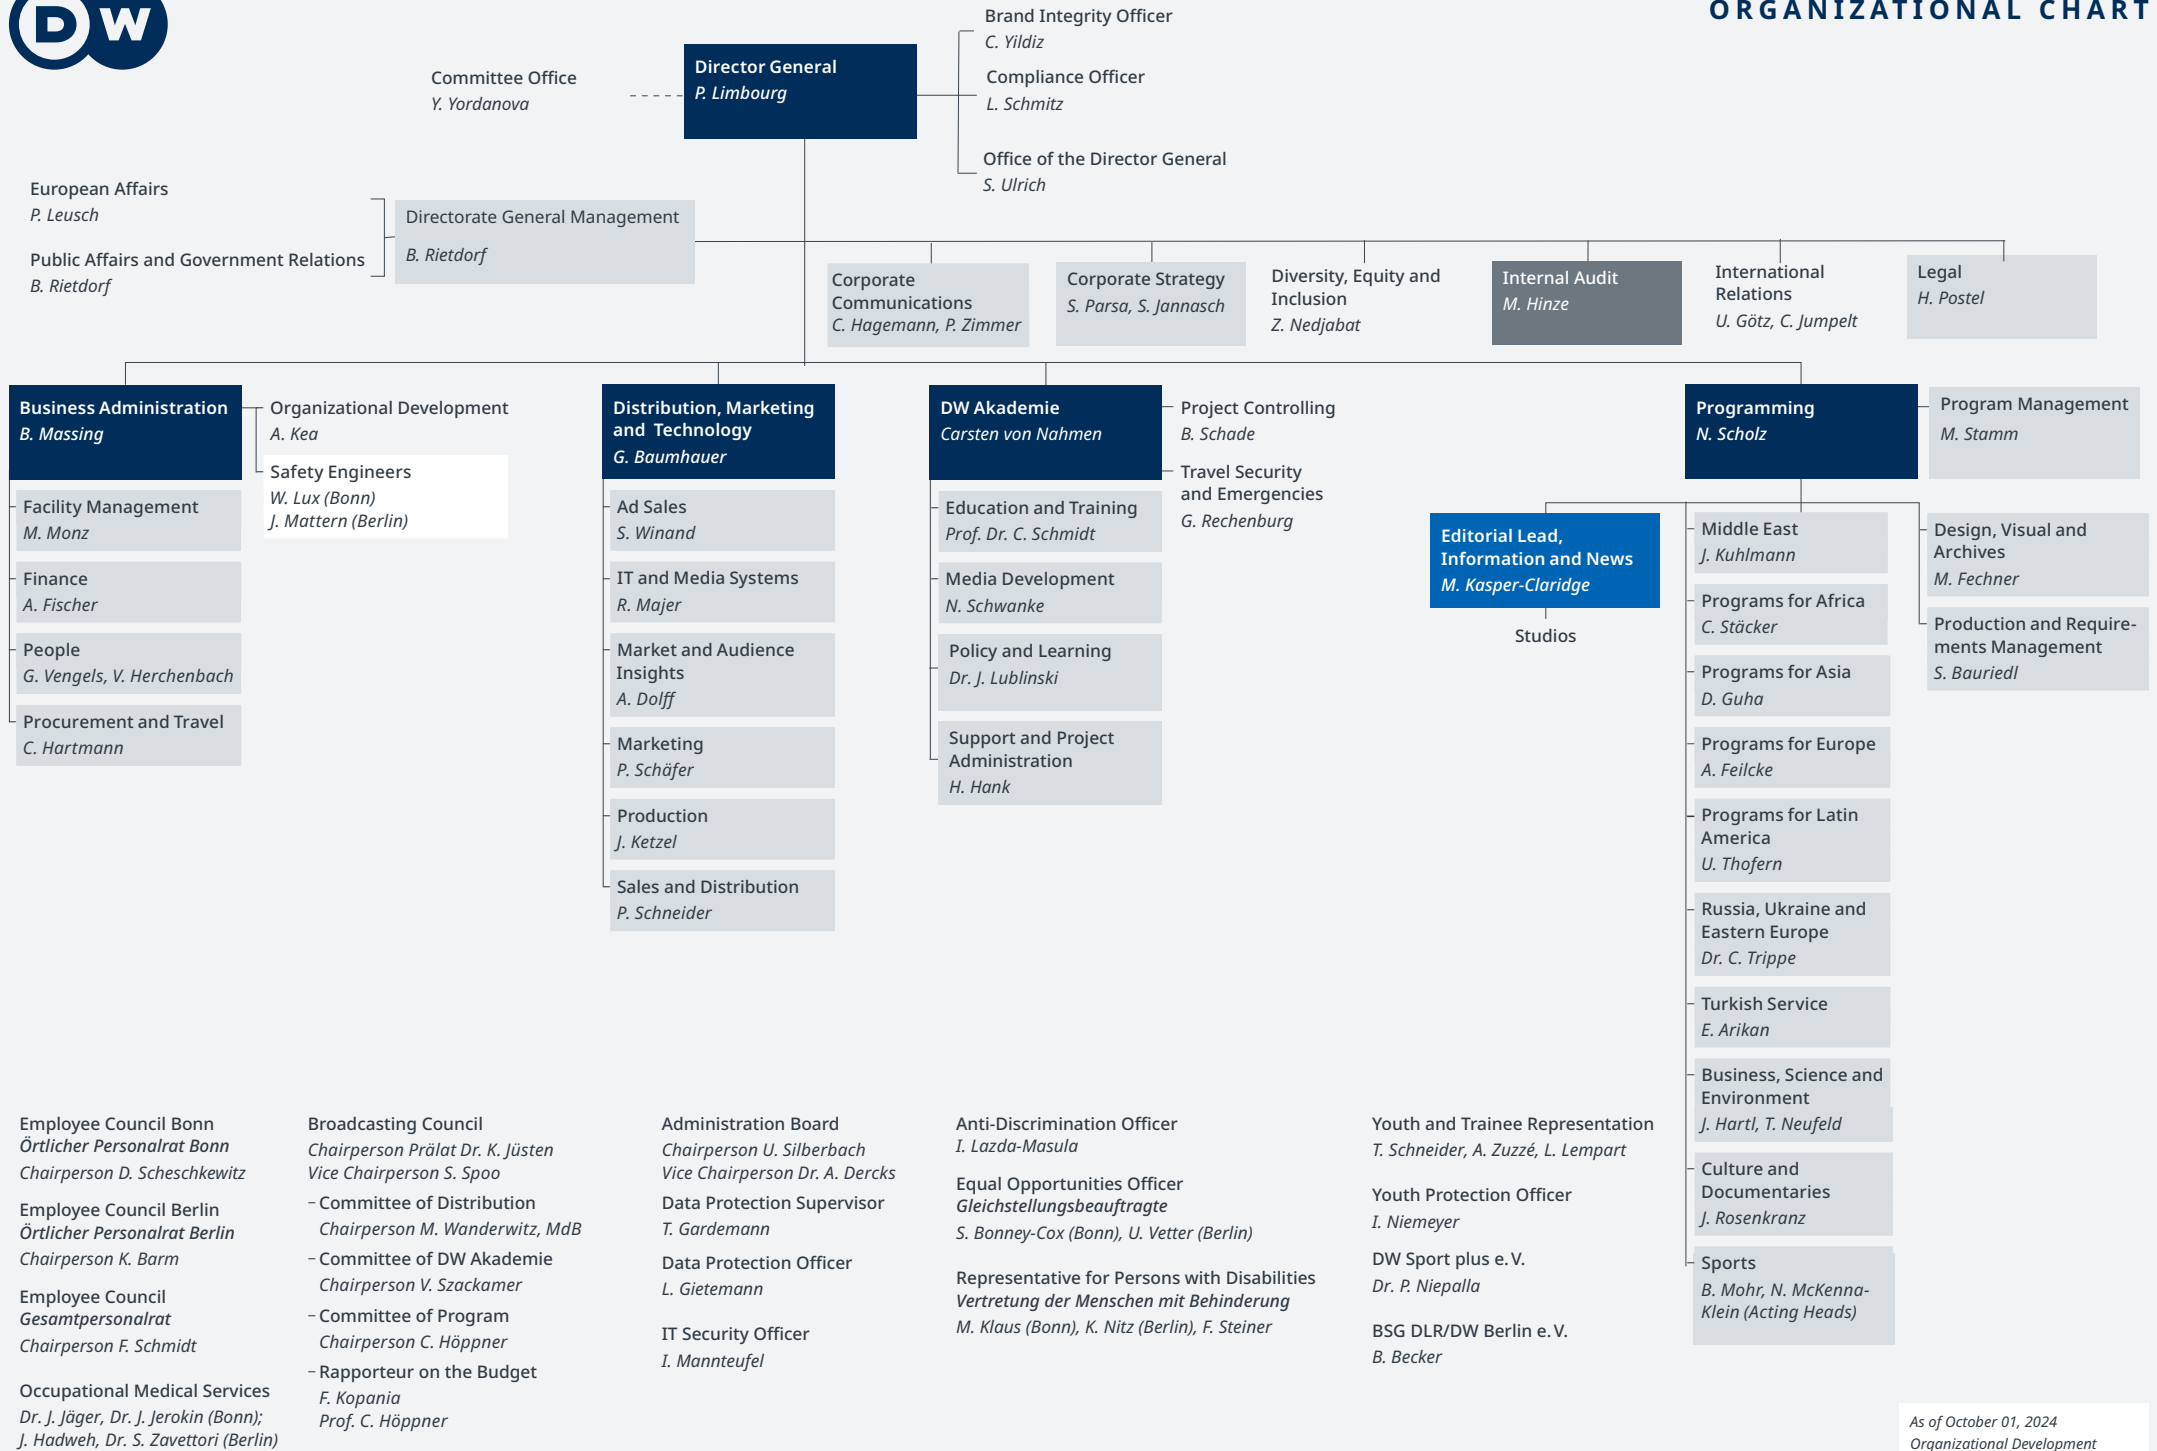 DW
ORGANIZATIONAL CHART
Brand Integrity Officer
C. Yildiz
Director General
P. Limbourg
Committee Office
Y. Yordanova
Compliance Officer
L. Schmitz
Office of the Director General
S. Ulrich
European Affairs
P. Leusch
Public Affairs and Government Relations
B. Rietdorf
Directorate General Management
B. Rietdorf
Corporate
Communications
C. Hagemann, P. Zimmer
Corporate Strategy
S. Parsa, S. Jannasch
Diversity, Equity and
Inclusion
Z. Nedjabat
Internal Audit
M. Hinze
International
Relations
U. Götz, C. Jumpelt
Legal
H. Postel
Business Administration
B. Massing
Organizational Development
A. Kea
Safety Engineers
W. Lux (Bonn)
J. Mattern (Berlin)
Facility Management
M. Monz
Finance
A. Fischer
People
G. Vengels, V. Herchenbach
Procurement and Travel
C. Hartmann
Distribution, Marketing
and Technology
G. Baumhauer
Ad Sales
S. Winand
IT and Media Systems
R. Majer
Market and Audience
Insights
A. Dolff
Marketing
P. Schäfer
Production
J. Ketzel
Sales and Distribution
P. Schneider
DW Akademie
Carsten von Nahmen
Project Controlling
B. Schade
Travel Security
and Emergencies
G. Rechenburg
Education and Training
Prof. Dr. C. Schmidt
Media Development
N. Schwanke
Policy and Learning
Dr. J. Lublinski
Support and Project
Administration
H. Hank
Programming
N. Scholz
Program Management
M. Stamm
Editorial Lead,
Information and News
M. Kasper-Claridge
Studios
Middle East
J. Kuhlmann
Programs for Africa
C. Stäcker
Programs for Asia
D. Guha
Programs for Europe
A. Feilcke
Programs for Latin
America
U. Thofern
Russia, Ukraine and
Eastern Europe
Dr. C. Trippe
Turkish Service
E. Arikan
Business, Science and
Environment
J. Hartl, T. Neufeld
Culture and
Documentaries
J. Rosenkranz
Sports
B. Mohr, N. McKenna-
Klein (Acting Heads)
Design, Visual and
Archives
M. Fechner
Production and Require-
ments Management
S. Bauriedl
Employee Council Bonn
Örtlicher Personalrat Bonn
Chairperson D. Scheschkewitz
Employee Council Berlin
Örtlicher Personalrat Berlin
Chairperson K. Barm
Employee Council
Gesamtpersonalrat
Chairperson F. Schmidt
Occupational Medical Services
Dr. J. Jäger, Dr. J. Jerokin (Bonn);
J. Hadweh, Dr. S. Zavettori (Berlin)
Broadcasting Council
Chairperson Prälat Dr. K. Jüsten
Vice Chairperson S. Spoo
– Committee of Distribution
Chairperson M. Wanderwitz, MdB
– Committee of DW Akademie
Chairperson V. Szackamer
– Committee of Program
Chairperson C. Höppner
– Rapporteur on the Budget
F. Kopania
Prof. C. Höppner
Administration Board
Chairperson U. Silberbach
Vice Chairperson Dr. A. Dercks
Data Protection Supervisor
T. Gardemann
Data Protection Officer
L. Gietemann
IT Security Officer
I. Mannteufel
Anti-Discrimination Officer
I. Lazda-Masula
Equal Opportunities Officer
Gleichstellungsbeauftragte
S. Bonney-Cox (Bonn), U. Vetter (Berlin)
Representative for Persons with Disabilities
Vertretung der Menschen mit Behinderung
M. Klaus (Bonn), K. Nitz (Berlin), F. Steiner
Youth and Trainee Representation
T. Schneider, A. Zuzzé, L. Lempart
Youth Protection Officer
I. Niemeyer
DW Sport plus e. V.
Dr. P. Niepalla
BSG DLR/DW Berlin e. V.
B. Becker
As of October 01, 2024
Organizational Development